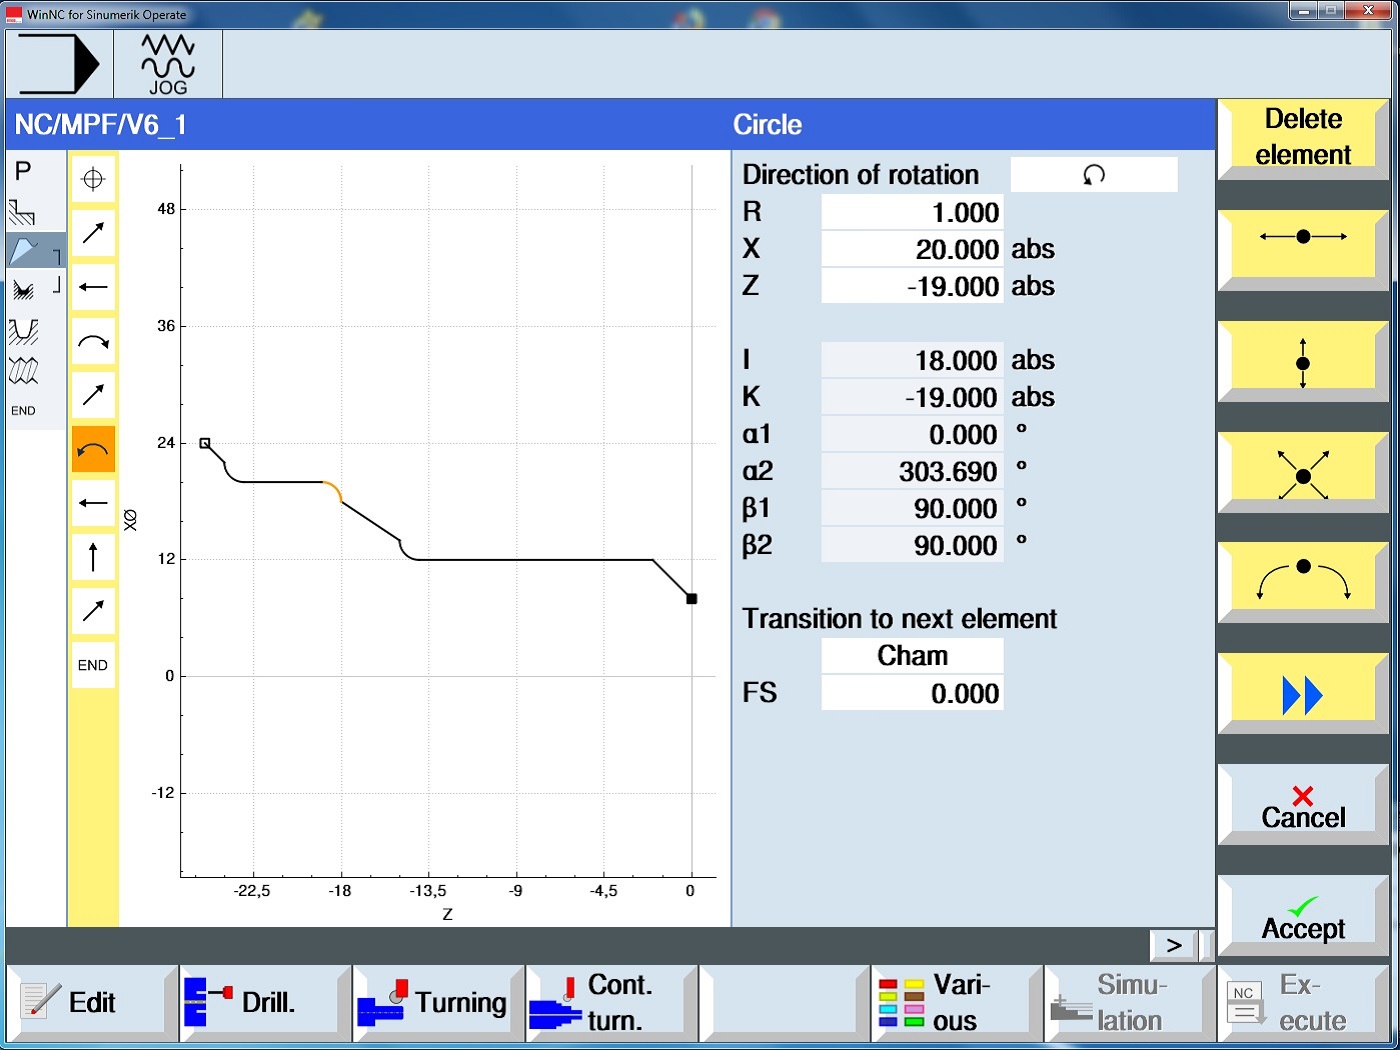 WinNC for Sinumerik Operate
JOG
NC/MPF/V6_1
Circle
Delete
element
P
END
END
48
36
24
12
0
-12
XØ
-22,5
-18
-13,5
-9
-4,5
0
Z
Direction of rotation
R 1.000
X 20.000 abs
Z -19.000 abs
I 18.000 abs
K -19.000 abs
α1 0.000 °
α2 303.690 °
β1 90.000 °
β2 90.000 °
Transition to next element
Cham
FS 0.000
Cancel
Accept
>
Edit
Drill.
Turning
Cont.
turn.
Vari-
ous
Simu-
lation
NC
Ex-
ecute